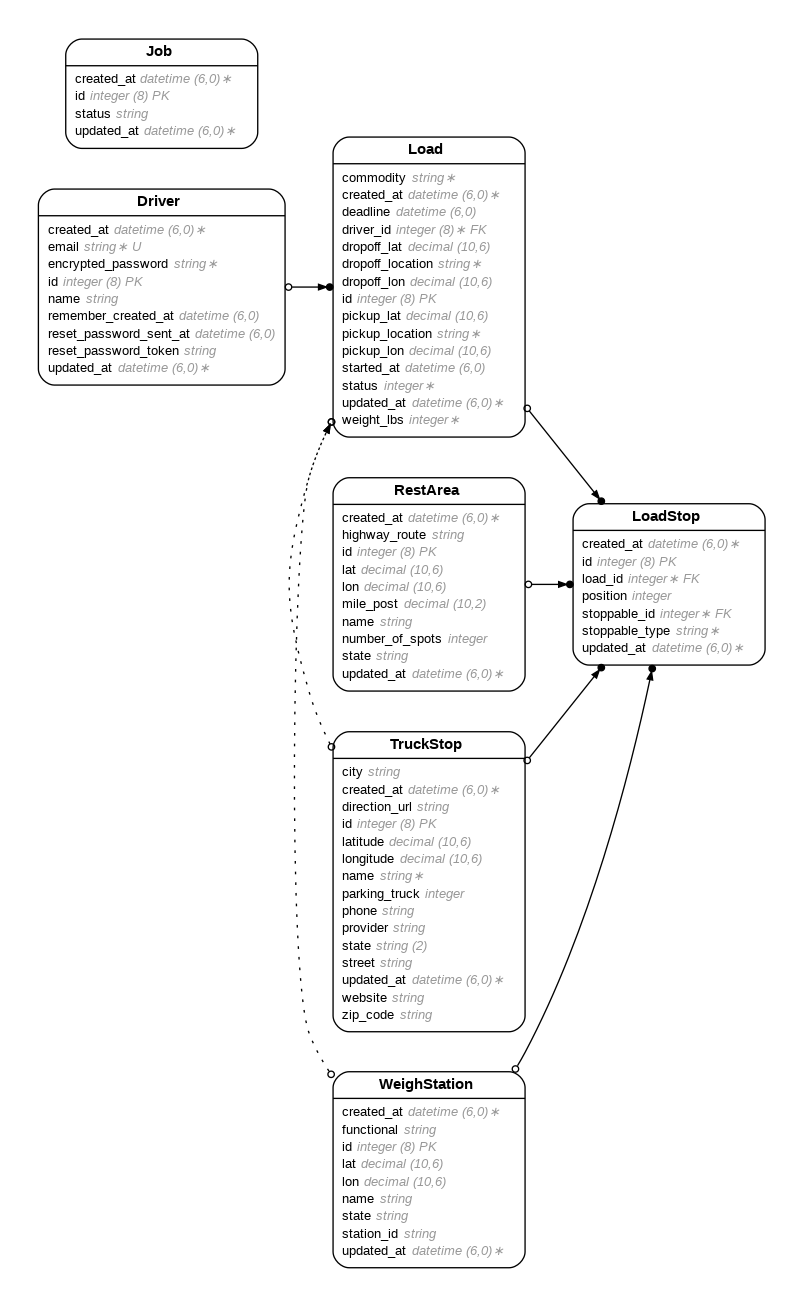 Job
created_at datetime (6,0)∗
id integer (8) PK
status string
updated_at datetime (6,0)∗
Driver
created_at datetime (6,0)∗
email string∗ U
encrypted_password string∗
id integer (8) PK
name string
remember_created_at datetime (6,0)
reset_password_sent_at datetime (6,0)
reset_password_token string
updated_at datetime (6,0)∗
Load
commodity string∗
created_at datetime (6,0)∗
deadline datetime (6,0)
driver_id integer (8)∗ FK
dropoff_lat decimal (10,6)
dropoff_location string∗
dropoff_lon decimal (10,6)
id integer (8) PK
pickup_lat decimal (10,6)
pickup_location string∗
pickup_lon decimal (10,6)
started_at datetime (6,0)
status integer∗
updated_at datetime (6,0)∗
weight_lbs integer∗
RestArea
created_at datetime (6,0)∗
highway_route string
id integer (8) PK
lat decimal (10,6)
lon decimal (10,6)
mile_post decimal (10,2)
name string
number_of_spots integer
state string
updated_at datetime (6,0)∗
LoadStop
created_at datetime (6,0)∗
id integer (8) PK
load_id integer∗ FK
position integer
stoppable_id integer∗ FK
stoppable_type string∗
updated_at datetime (6,0)∗
TruckStop
city string
created_at datetime (6,0)∗
direction_url string
id integer (8) PK
latitude decimal (10,6)
longitude decimal (10,6)
name string∗
parking_truck integer
phone string
provider string
state string (2)
street string
updated_at datetime (6,0)∗
website string
zip_code string
WeighStation
created_at datetime (6,0)∗
functional string
id integer (8) PK
lat decimal (10,6)
lon decimal (10,6)
name string
state string
station_id string
updated_at datetime (6,0)∗